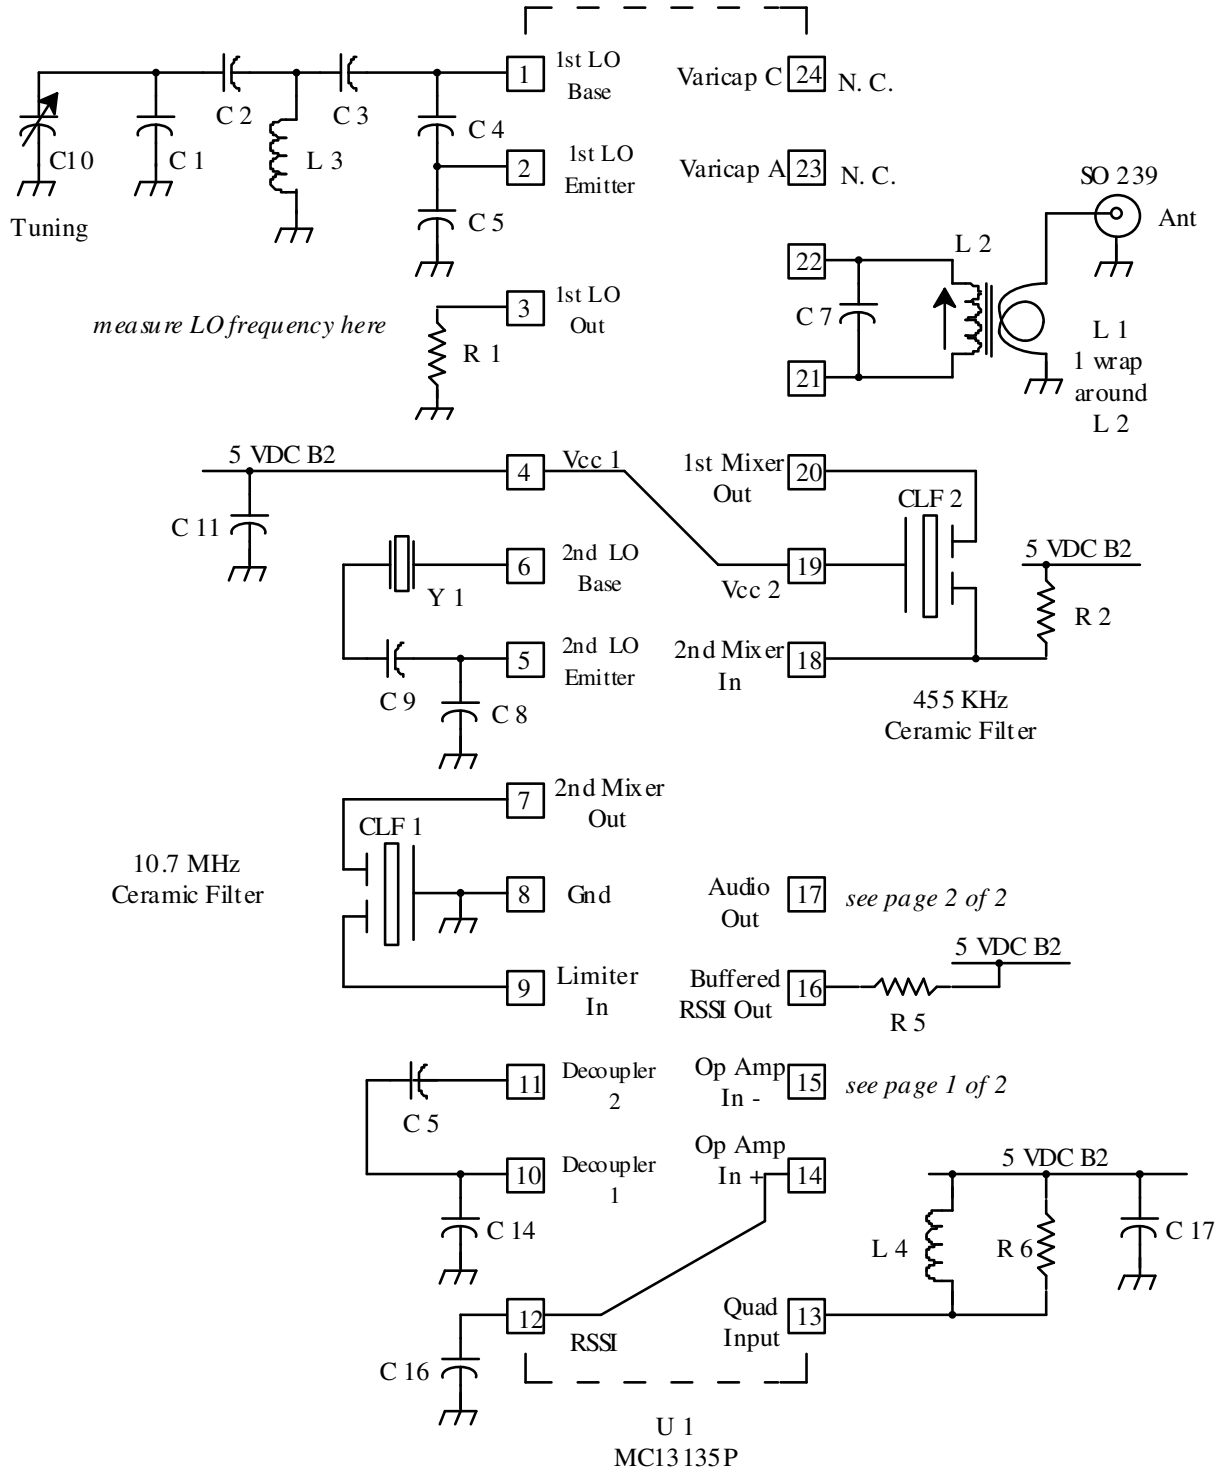 1
1st LO
Base
Varicap C
24
N. C.
C 2
C 3
C10
C 1
L 3
C 4
Tuning
2
1st LO
Emitter
Varicap A
23
N. C.
SO 239
Ant
C 5
22
L 2
C 7
21
L 1
1 wrap
around
L 2
measure LO frequency here
3
1st LO
Out
R 1
5 VDC B2
4
Vcc 1
1st Mixer
Out
20
CLF 2
C 11
5 VDC B2
6
2nd LO
Base
Y 1
Vcc 2
19
R 2
5
2nd LO
Emitter
2nd Mixer
In
18
C 9
C 8
455 KHz
Ceramic Filter
7
2nd Mixer
Out
CLF 1
10.7 MHz
Ceramic Filter
8
Gnd
Audio
Out
17
see page 2 of 2
5 VDC B2
9
Limiter
In
Buffered
RSSI Out
16
R 5
11
Decoupler
2
Op Amp
In -
15
see page 1 of 2
C 5
10
Decoupler
1
Op Amp
In +
14
5 VDC B2
C 14
L 4
R 6
C 17
12
RSSI
Quad
Input
13
C 16
U 1
MC13135P